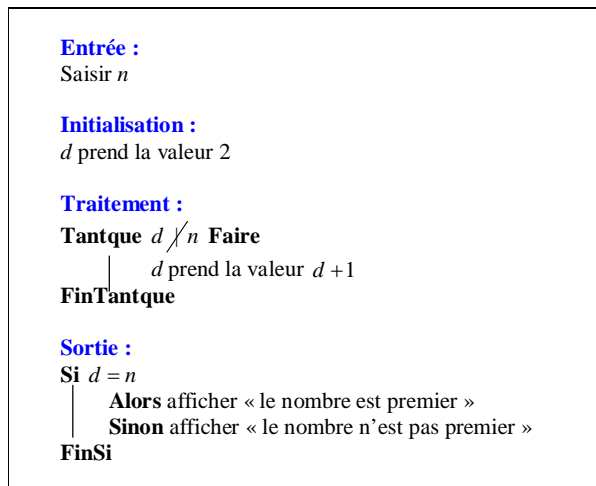 Entrée :
Saisir n
Initialisation :
d prend la valeur 2
Traitement :
Tantque d ∤ n Faire
d prend la valeur d +1
FinTantque
Sortie :
Si d = n
Alors afficher « le nombre est premier »
Sinon afficher « le nombre n’est pas premier »
FinSi